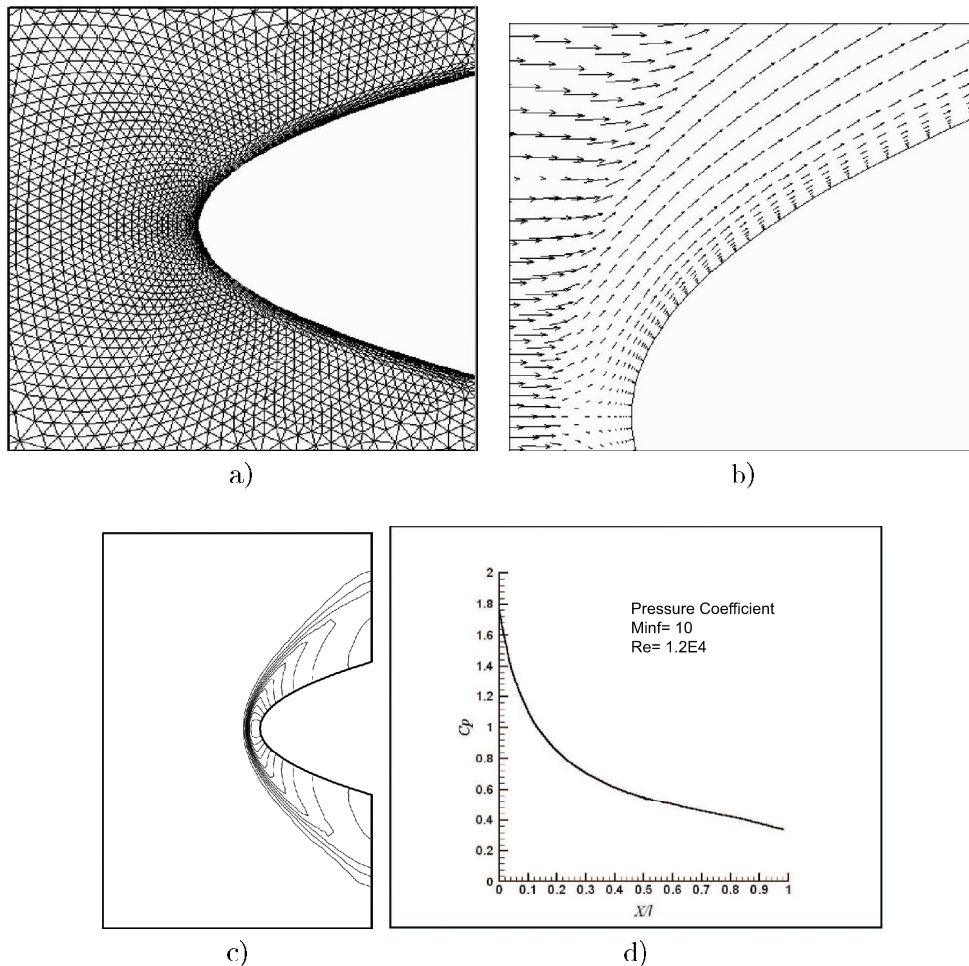 a)
b)
2
1.8
1.6
1.4
1.2
1
0.8
0.6
0.4
0.2
0
Cp
Pressure Coefficient
Minf= 10
Re= 1.2E4
0 0.1 0.2 0.3 0.4 0.5 0.6 0.7 0.8 0.9 1
X/l
c)
d)